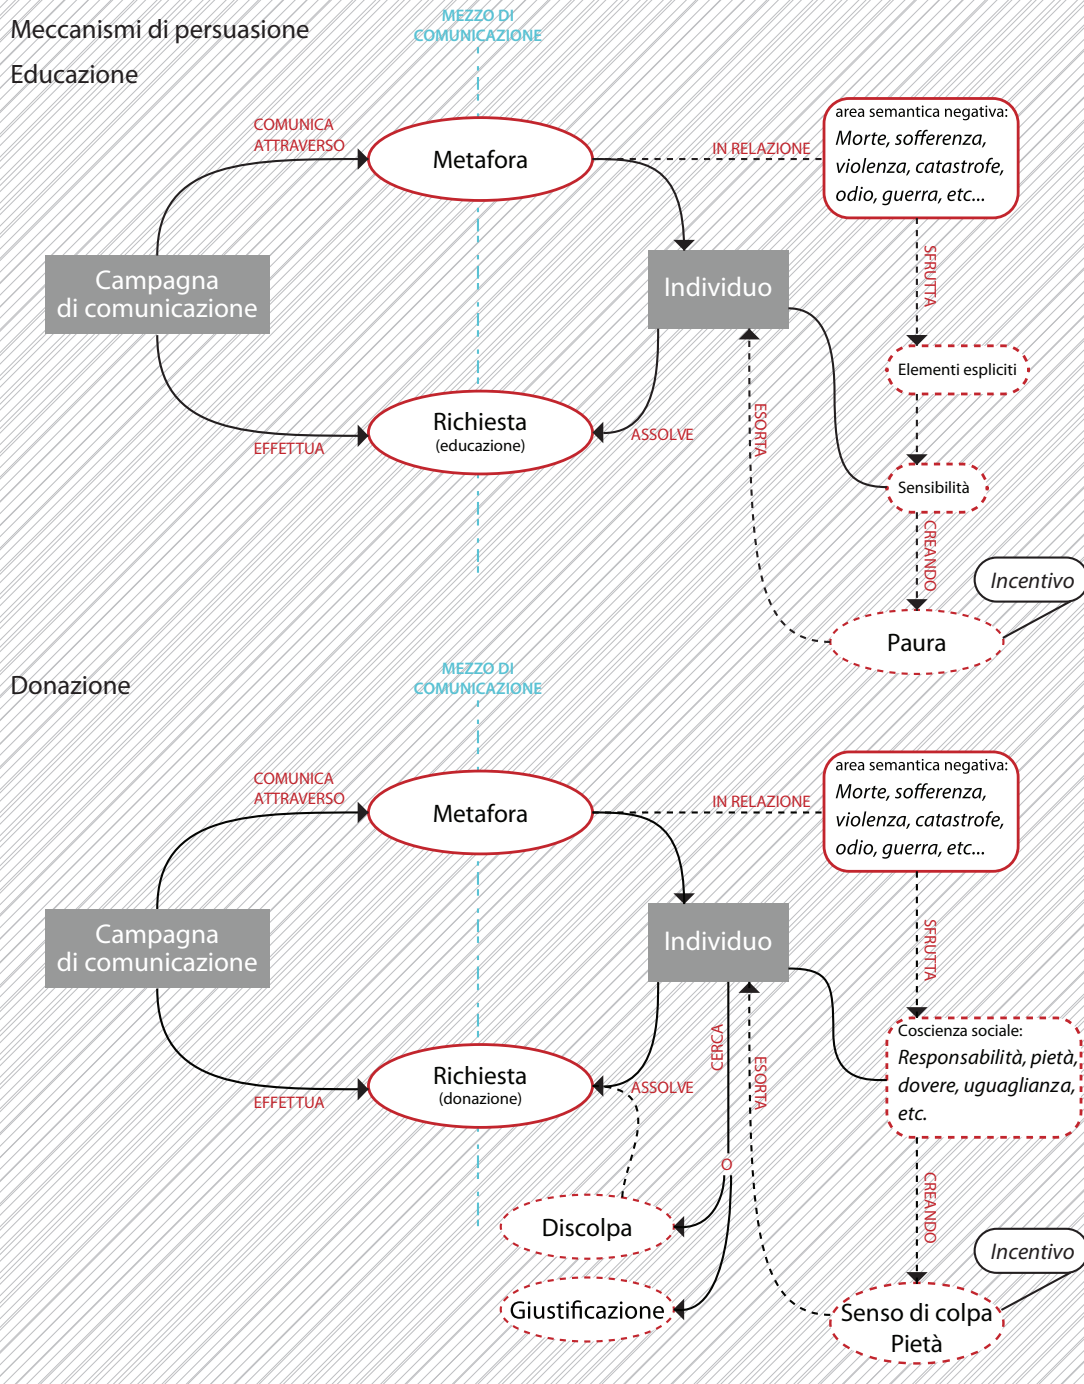 Meccanismi di persuasione
Educazione
MEZZO DI
COMUNICAZIONE
COMUNICA
ATTRAVERSO
Metafora
IN RELAZIONE
area semantica negativa:
Morte, sofferenza,
violenza, catastrofe,
odio, guerra, etc...
SFRUTTA
Campagna
di comunicazione
Individuo
Elementi espliciti
Richiesta
(educazione)
EFFETTUA
ASSOLVE
ESORTA
Sensibilità
CREANDO
Incentivo
Paura
Donazione
MEZZO DI
COMUNICAZIONE
COMUNICA
ATTRAVERSO
Metafora
IN RELAZIONE
area semantica negativa:
Morte, sofferenza,
violenza, catastrofe,
odio, guerra, etc...
SFRUTTA
Campagna
di comunicazione
Individuo
Coscienza sociale:
Responsabilità, pietà,
dovere, uguaglianza,
etc.
CERCA
ESORTA
Richiesta
(donazione)
EFFETTUA
ASSOLVE
O
CREANDO
Discolpa
Incentivo
Giustificazione
Senso di colpa
Pietà